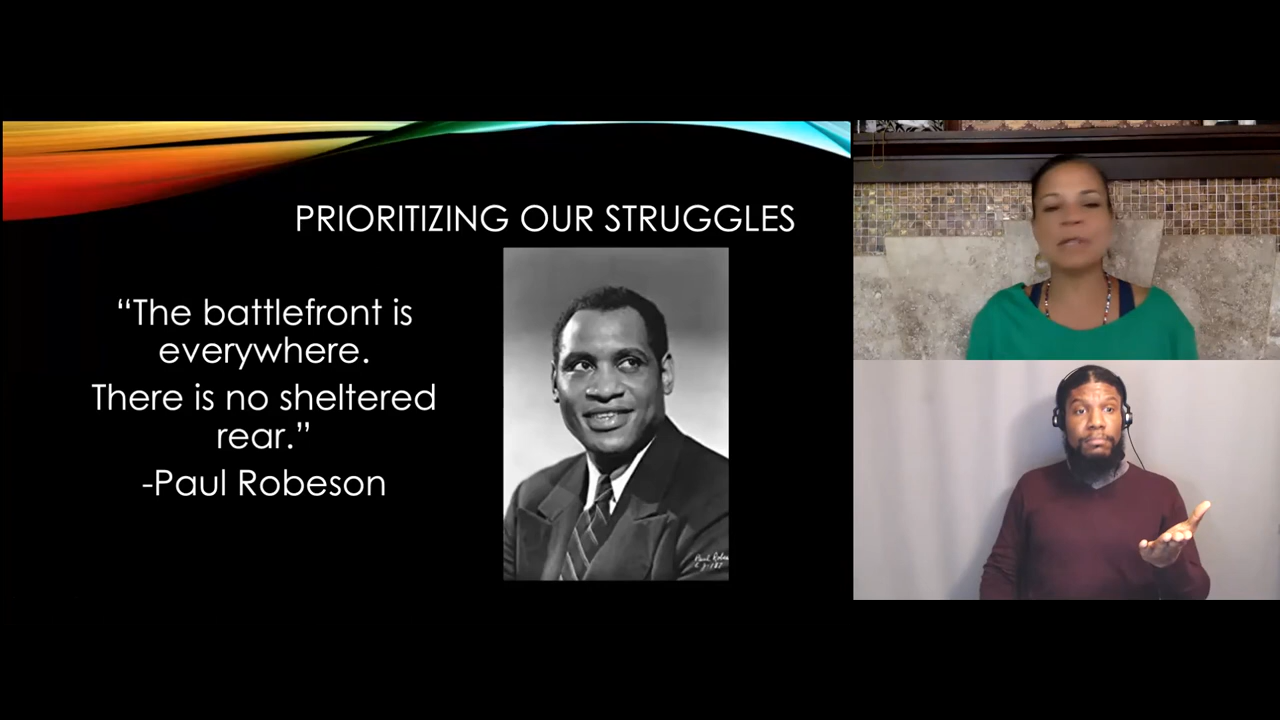 PRIORITIZING OUR STRUGGLES
“The battlefront is
everywhere.
There is no sheltered
rear.”
-Paul Robeson